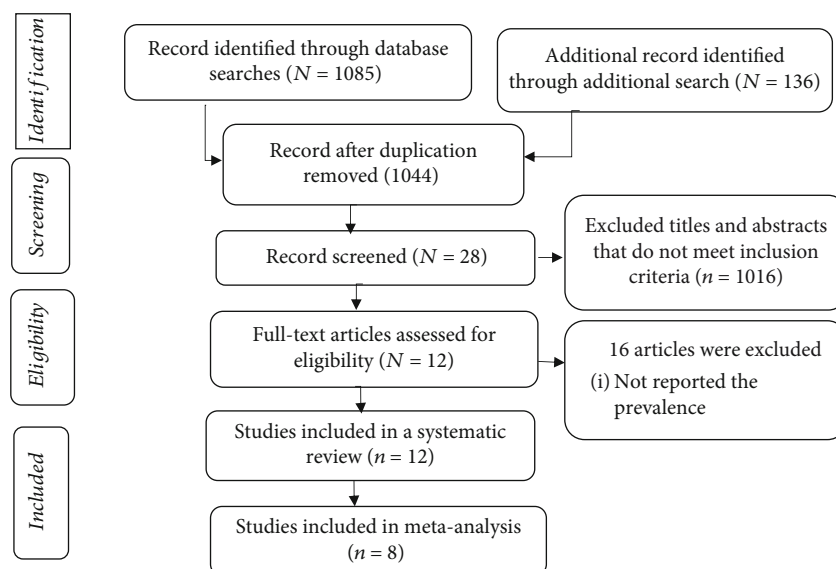 Identification
Record identified through database
searches (N = 1085)
Additional record identified
through additional search (N = 136)
Record after duplication
removed (1044)
Screening
Record screened (N = 28)
Excluded titles and abstracts
that do not meet inclusion
criteria (n = 1016)
Eligibility
Full-text articles assessed for
eligibility (N = 12)
16 articles were excluded
(i) Not reported the
prevalence
Studies included in a systematic
review (n = 12)
Included
Studies included in meta-analysis
(n = 8)